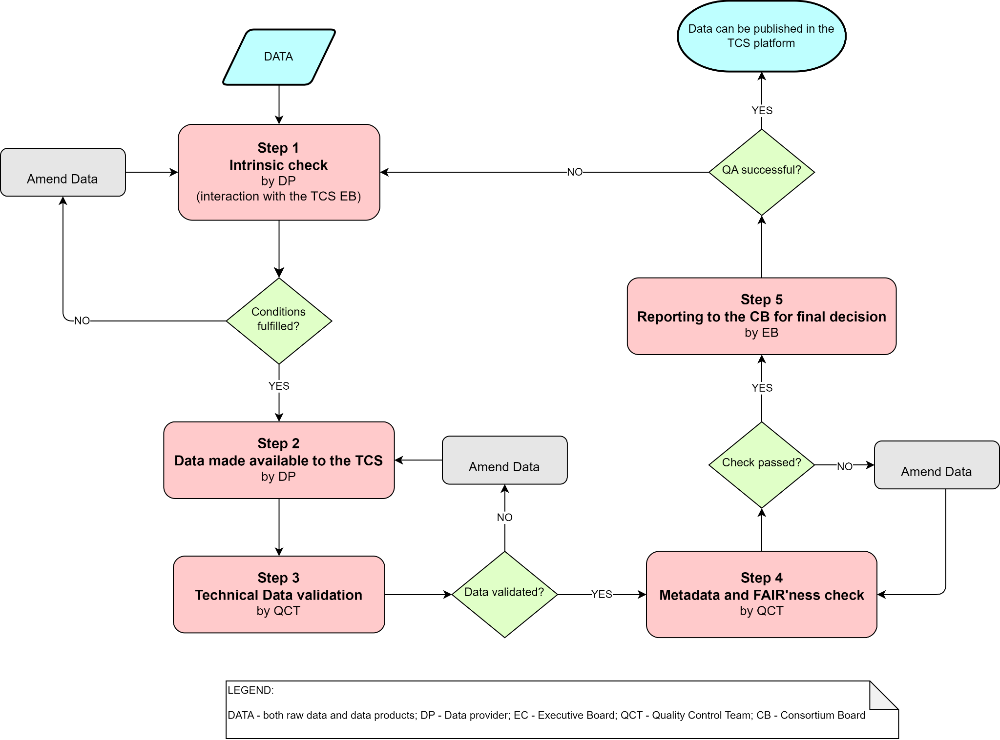 DATA
Step 1
Intrinsic check
by DP
(interaction with the TCS EB)
Amend Data
Conditions
fulfilled?
NO
YES
Step 2
Data made available to the TCS
by DP
Amend Data
NO
Step 3
Technical Data validation
by QCT
Data validated?
YES
Step 4
Metadata and FAIR'ness check
by QCT
Check passed?
NO
Amend Data
YES
Step 5
Reporting to the CB for final decision
by EB
QA successful?
NO
YES
Data can be published in the
TCS platform
LEGEND:
DATA - both raw data and data products; DP - Data provider; EC - Executive Board; QCT - Quality Control Team; CB - Consortium Board